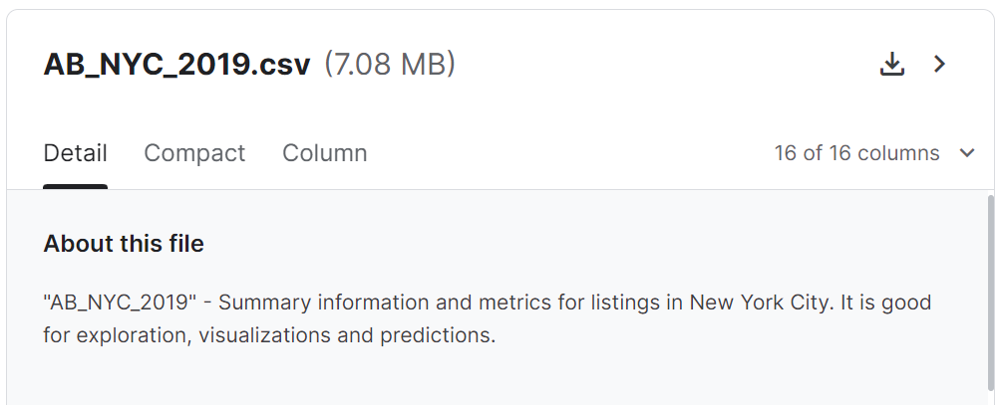 AB_NYC_2019.csv (7.08 MB)
Detail Compact Column 16 of 16 columns
About this file
"AB_NYC_2019" - Summary information and metrics for listings in New York City. It is good
for exploration, visualizations and predictions.